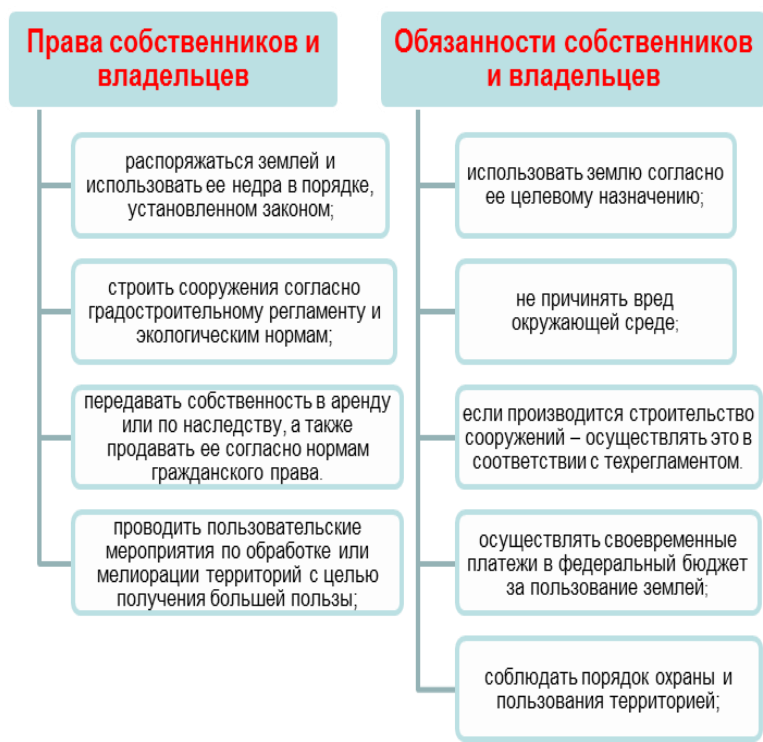 Права собственников и
владельцев
распоряжаться землей и
использовать ее недра в порядке,
установленном законом;
строить сооружения согласно
градостроительному регламенту и
экологическим нормам;
передавать собственность в аренду
или по наследству, а также
продавать ее согласно нормам
гражданского права.
проводить пользовательские
мероприятия по обработке или
мелиорации территорий с целью
получения большей пользы;
Обязанности собственников
и владельцев
использовать землю согласно
ее целевому назначению;
не причинять вред
окружающей среде;
если производится строительство
сооружений – осуществлять это в
соответствии с техрегламентом.
осуществлять своевременные
платежи в федеральный бюджет
за пользование землей;
соблюдать порядок охраны и
пользования территорией;